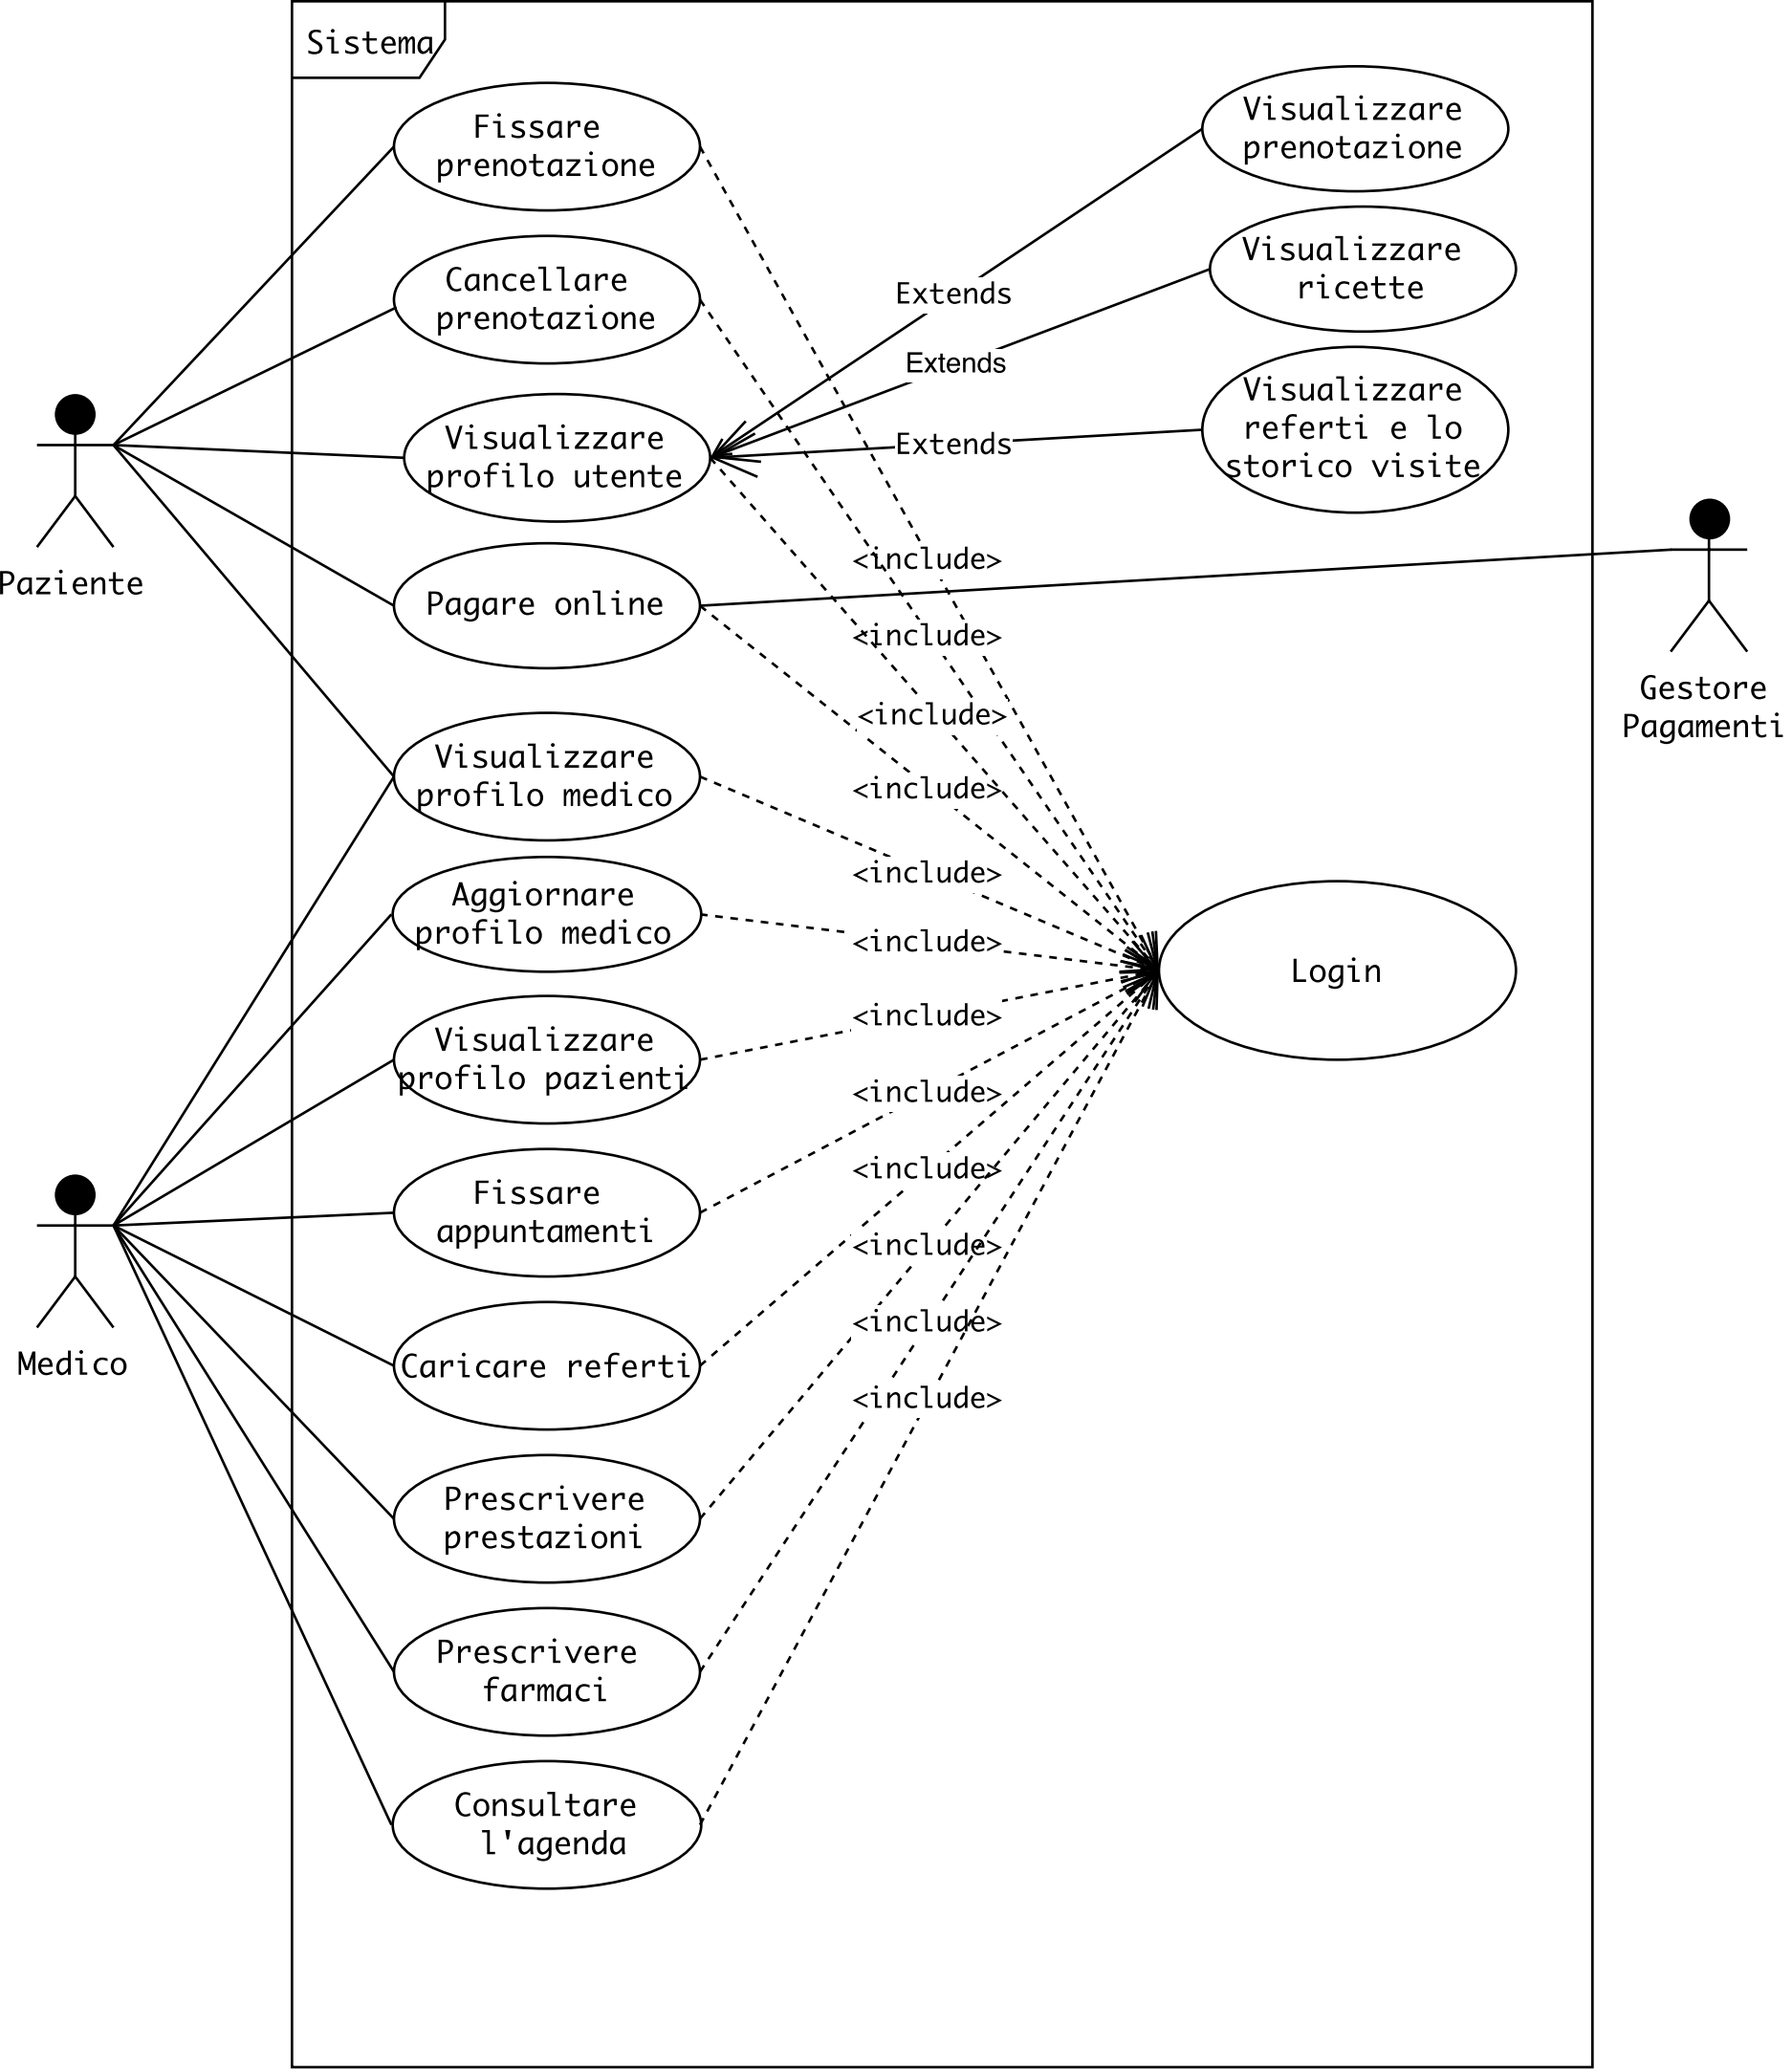 Sistema
Fissare
prenotazione
Cancellare
prenotazione
Visualizzare
profilo utente
Pagare online
Visualizzare
profilo medico
Aggiornare
profilo medico
Visualizzare
profilo pazienti
Fissare
appuntamenti
Caricare referti
Prescrivere
prestazioni
Prescrivere
farmaci
Consultare
l'agenda
Paziente
Medico
Extends
Extends
Extends
<include>
<include>
<include>
<include>
<include>
<include>
<include>
<include>
<include>
<include>
<include>
<include>
Visualizzare
prenotazione
Visualizzare
ricette
Visualizzare
referti e lo
storico visite
Login
Gestore
Pagamenti